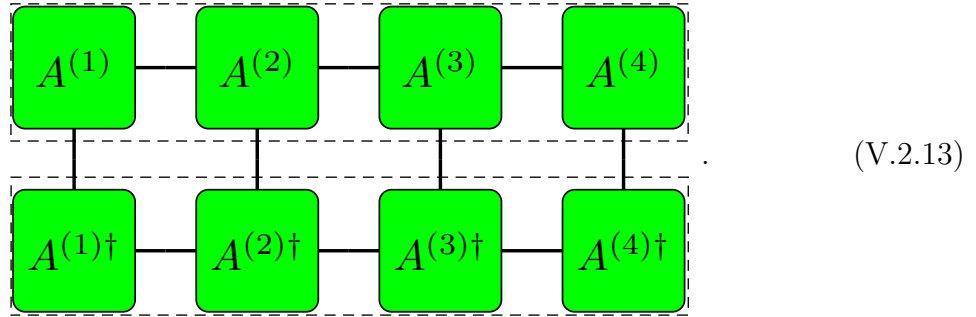 A^(1) A^(2) A^(3) A^(4)
. (V.2.13)
A^(1)† A^(2)† A^(3)† A^(4)†